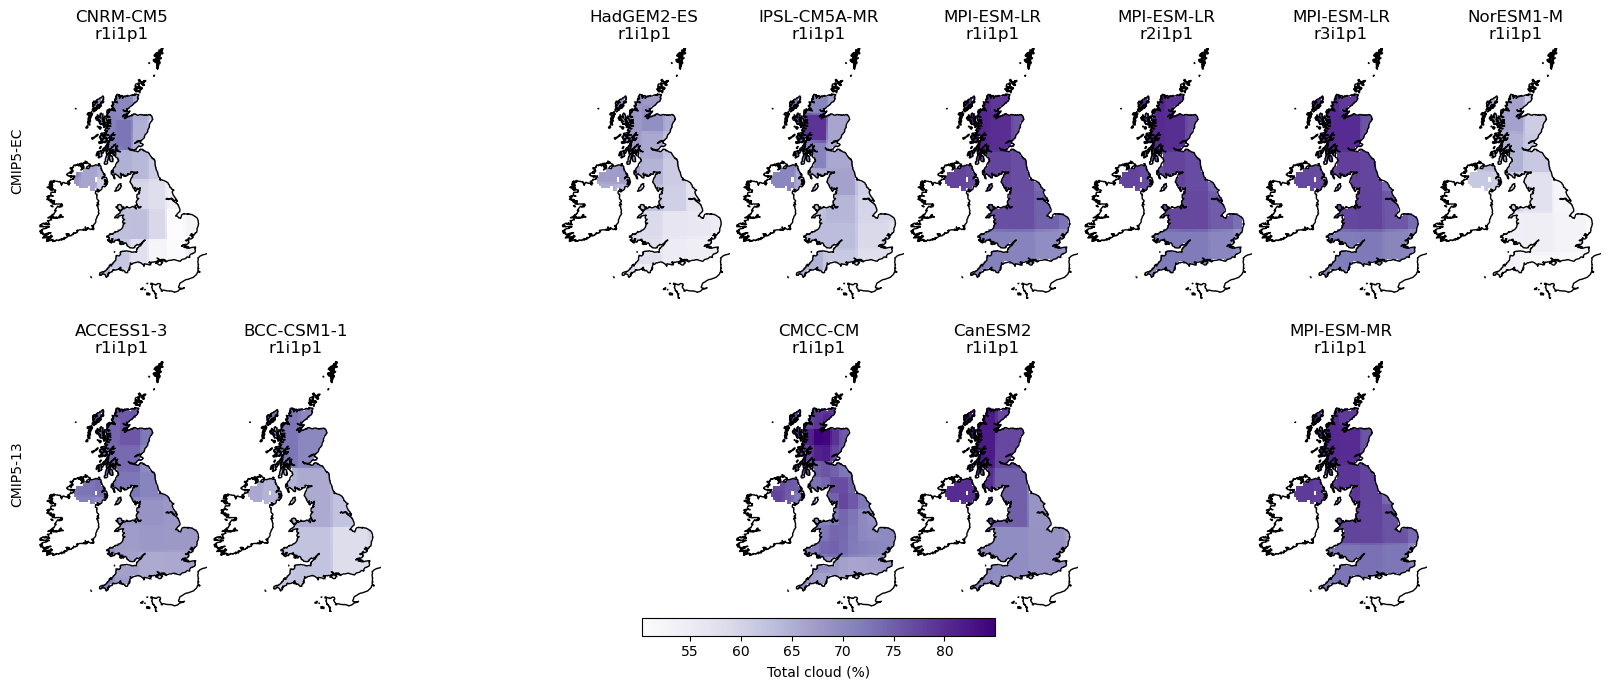 CNRM-CM5
r1i1p1
HadGEM2-ES
r1i1p1
IPSL-CM5A-MR
r1i1p1
MPI-ESM-LR
r1i1p1
MPI-ESM-LR
r2i1p1
MPI-ESM-LR
r3i1p1
NorESM1-M
r1i1p1
CMIP5-EC
ACCESS1-3
r1i1p1
BCC-CSM1-1
r1i1p1
CMCC-CM
r1i1p1
CanESM2
r1i1p1
MPI-ESM-MR
r1i1p1
CMIP5-13
55 60 65 70 75 80
Total cloud (%)